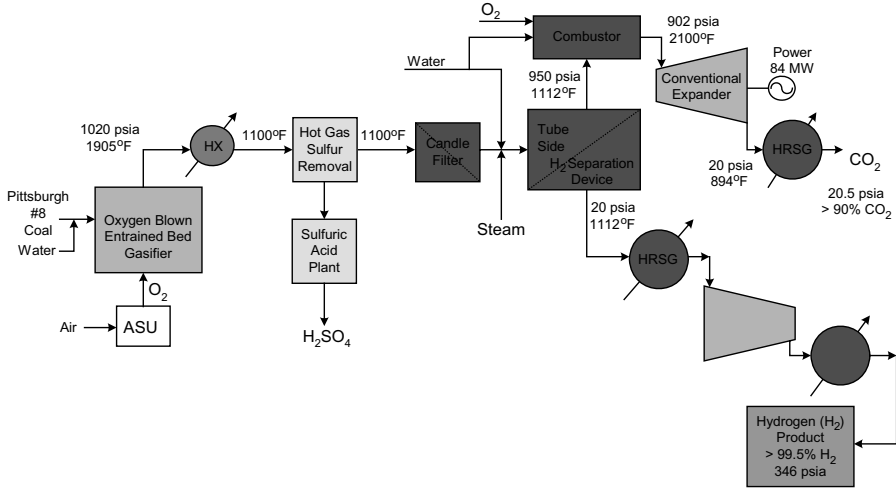 O2
Water
Combustor
902 psia
2100°F
950 psia
1112°F
Conventional
Expander
Power
84 MW
1020 psia
1905°F
HX
1100°F
Hot Gas
Sulfur
Removal
1100°F
Candle
Filter
Tube
Side
H2 Separation
Device
Steam
20 psia
894°F
HRSG
CO2
20.5 psia
> 90% CO2
Pittsburgh
#8
Coal
Water
Oxygen Blown
Entrained Bed
Gasifier
O2
Air
ASU
Sulfuric
Acid
Plant
H2SO4
20 psia
1112°F
HRSG
Hydrogen (H2)
Product
> 99.5% H2
346 psia